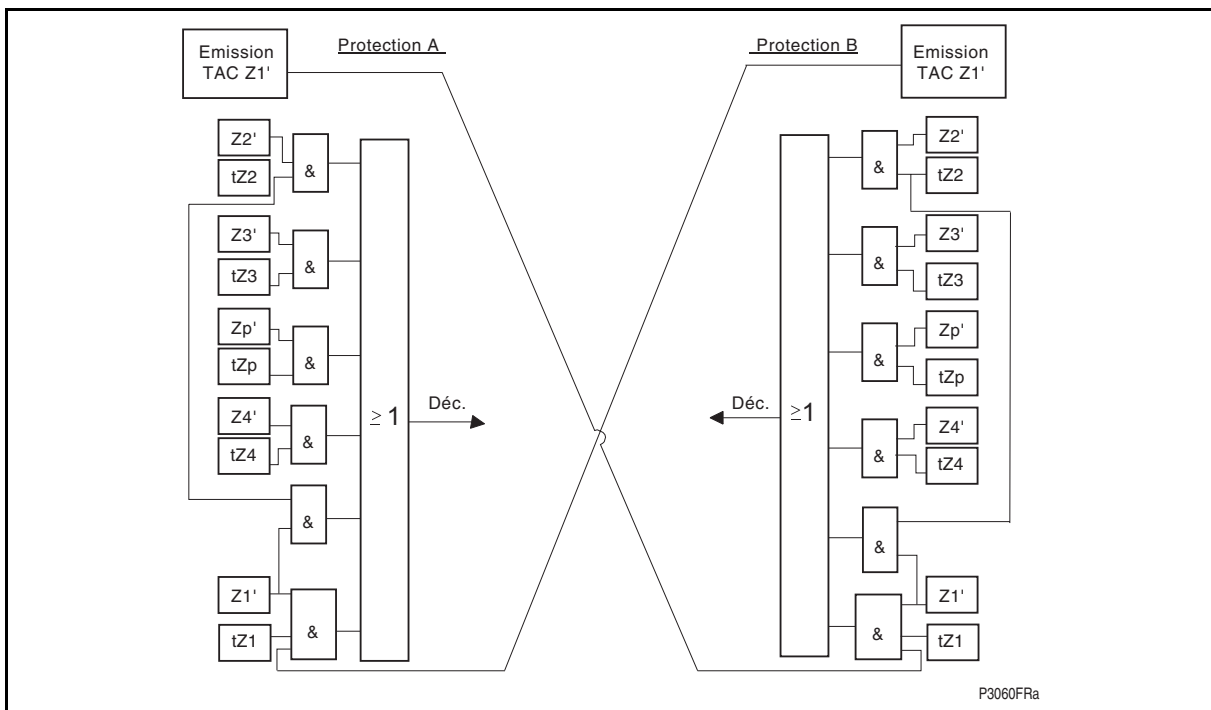 Protection A
Protection B
Emission
TAC Z1'
Emission
TAC Z1'
Z2'
tZ2
&
Z3'
tZ3
&
Zp'
tZp
&
Z4'
tZ4
&
&
Z1'
tZ1
&
≥ 1
Déc.
Déc.
≥1
&
Z2'
tZ2
&
Z3'
tZ3
&
Zp'
tZp
&
Z4'
tZ4
&
Z1'
&
tZ1
P3060FRa